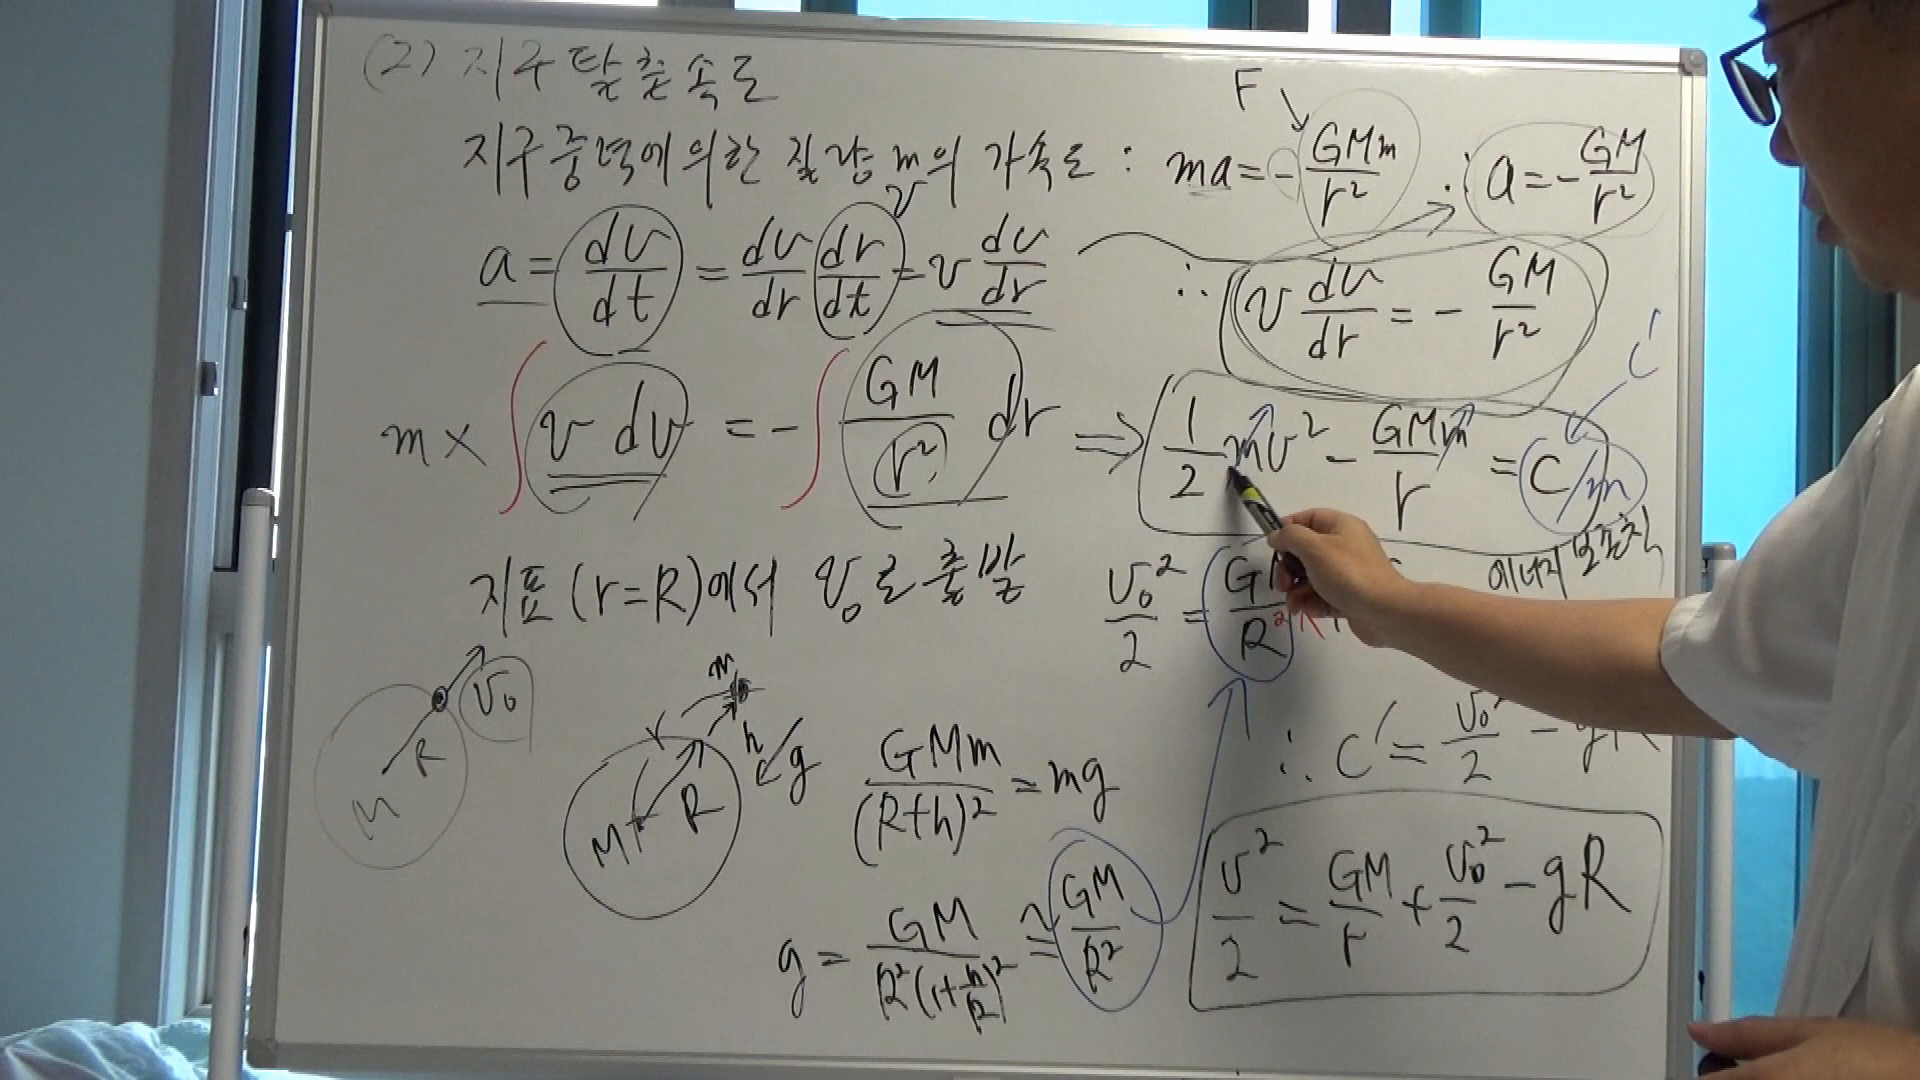 (2) 지구 탈출 속도
지구중력에 의한 질량 m의 가속도 : ma = - GMm/r² ∴ a = - GM/r²
F
v
a = dv/dt = dv/dr dr/dt = v dv/dr ∴ v dv/dr = - GM/r²
C'
m × ∫ v dv = - ∫ GM/r² dr ⇒ 1/2 mv² - GMm/r = C/m
에너지 보존칙
지표 (r=R)에서 v₀로 출발 v₀²/2 =
v₀
R
M
m
h
g
R
M
GMm/(R+h)² = mg
∴ C' = v₀²/2 - gR
g = GM/R²(1+h/R)² ≃ GM/R²
v²/2 = GM/r + v₀²/2 - gR